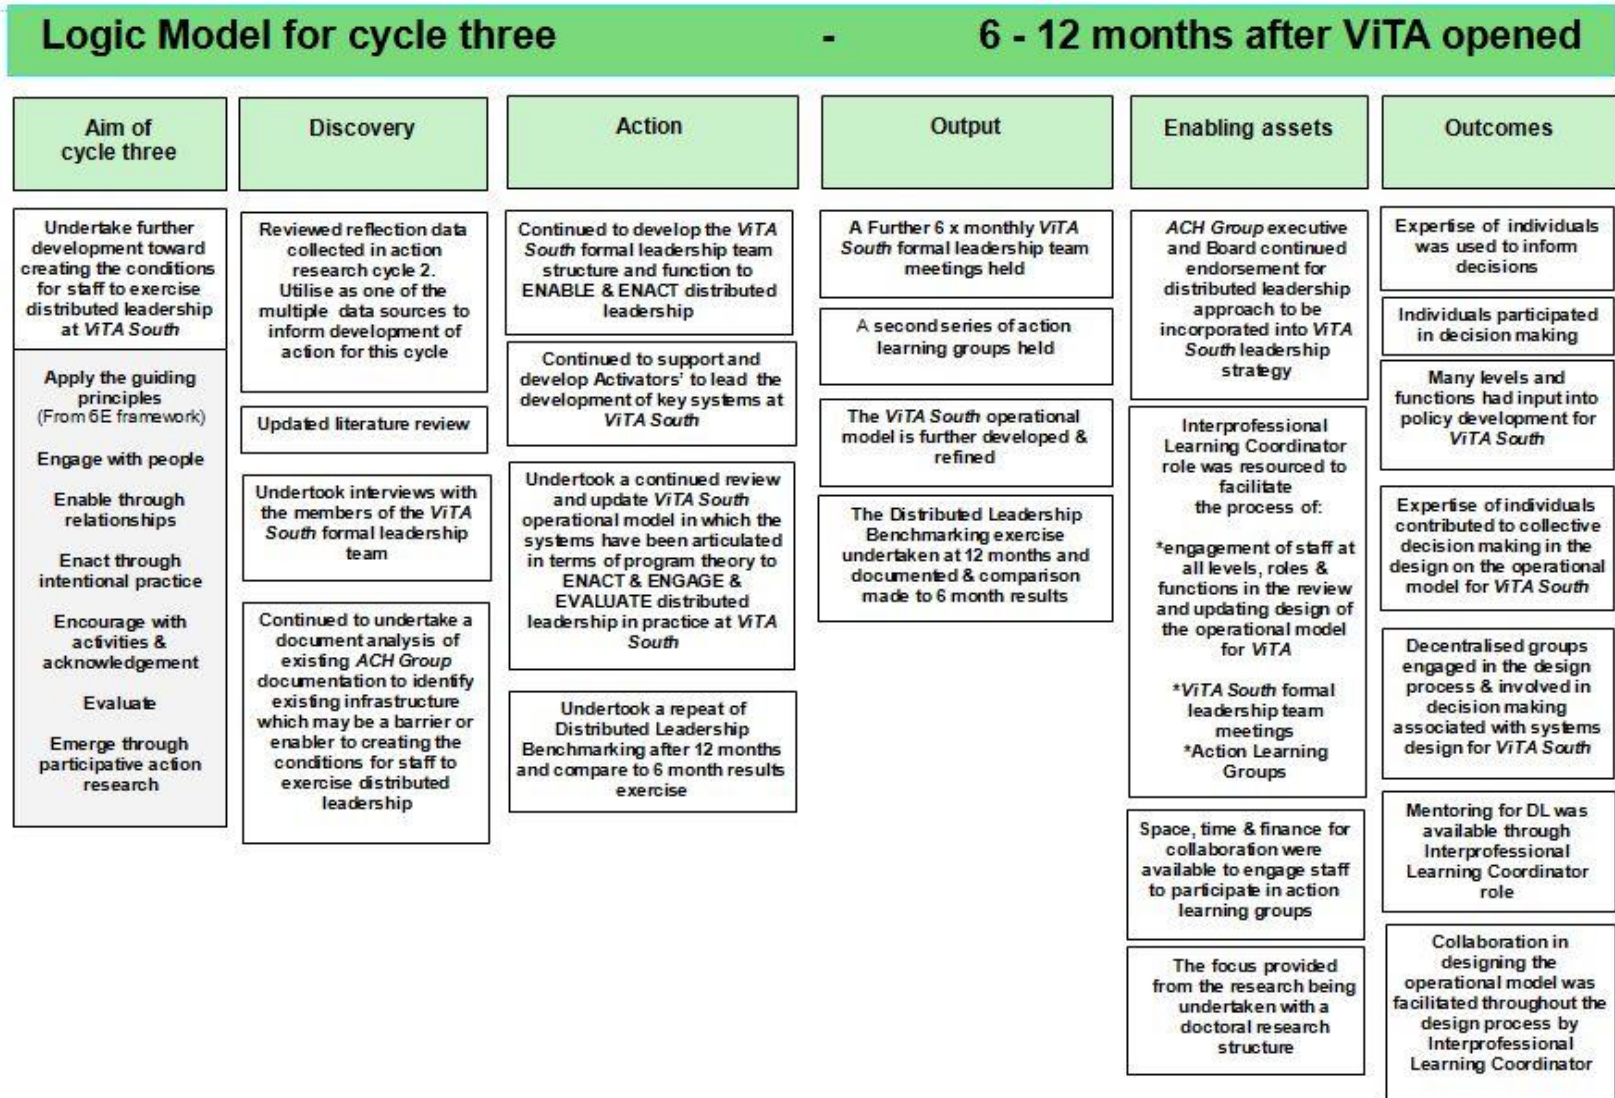 Logic Model for cycle three - 6 - 12 months after ViTA opened
Aim of
cycle three
Undertake further
development toward
creating the conditions
for staff to exercise
distributed leadership
at ViTA South
Apply the guiding
principles
(From 6E framework)
Engage with people
Enable through
relationships
Enact through
intentional practice
Encourage with
activities &
acknowledgement
Evaluate
Emerge through
participative action
research
Discovery
Reviewed reflection data
collected in action
research cycle 2.
Utilise as one of the
multiple data sources to
inform development of
action for this cycle
Updated literature review
Undertook interviews with
the members of the ViTA
South formal leadership
team
Continued to undertake a
document analysis of
existing ACH Group
documentation to identify
existing infrastructure
which may be a barrier or
enabler to creating the
conditions for staff to
exercise distributed
leadership
Action
Continued to develop the ViTA
South formal leadership team
structure and function to
ENABLE & ENACT distributed
leadership
Continued to support and
develop Activators' to lead the
development of key systems at
ViTA South
Undertook a continued review
and update ViTA South
operational model in which the
systems have been articulated
in terms of program theory to
ENACT & ENGAGE &
EVALUATE distributed
leadership in practice at ViTA
South
Undertook a repeat of
Distributed Leadership
Benchmarking after 12 months
and compare to 6 month results
exercise
Output
A Further 6 x monthly ViTA
South formal leadership team
meetings held
A second series of action
learning groups held
The ViTA South operational
model is further developed &
refined
The Distributed Leadership
Benchmarking exercise
undertaken at 12 months and
documented & comparison
made to 6 month results
Enabling assets
ACH Group executive
and Board continued
endorsement for
distributed leadership
approach to be
incorporated into ViTA
South leadership
strategy
Interprofessional
Learning Coordinator
role was resourced to
facilitate
the process of:
*engagement of staff at
all levels, roles &
functions in the review
and updating design of
the operational model
for ViTA
*ViTA South formal
leadership team
meetings
*Action Learning
Groups
Space, time & finance for
collaboration were
available to engage staff
to participate in action
learning groups
The focus provided
from the research being
undertaken with a
doctoral research
structure
Outcomes
Expertise of individuals
was used to inform
decisions
Individuals participated
in decision making
Many levels and
functions had input into
policy development for
ViTA South
Expertise of individuals
contributed to collective
decision making in the
design on the operational
model for ViTA South
Decentralised groups
engaged in the design
process & involved in
decision making
associated with systems
design for ViTA South
Mentoring for DL was
available through
Interprofessional
Learning Coordinator
role
Collaboration in
designing the
operational model was
facilitated throughout the
design process by
Interprofessional
Learning Coordinator